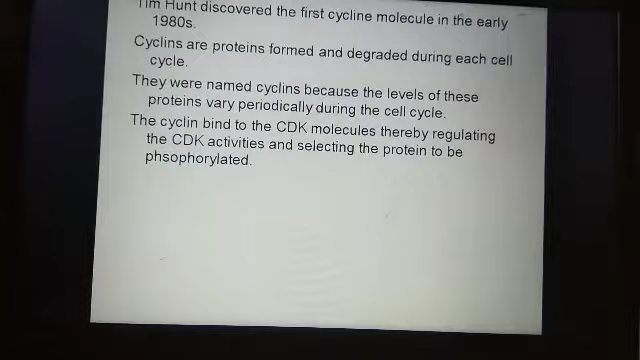 Tim Hunt discovered the first cycline molecule in the early
1980s.
Cyclins are proteins formed and degraded during each cell
cycle.
They were named cyclins because the levels of these
proteins vary periodically during the cell cycle.
The cyclin bind to the CDK molecules thereby regulating
the CDK activities and selecting the protein to be
phsophorylated.